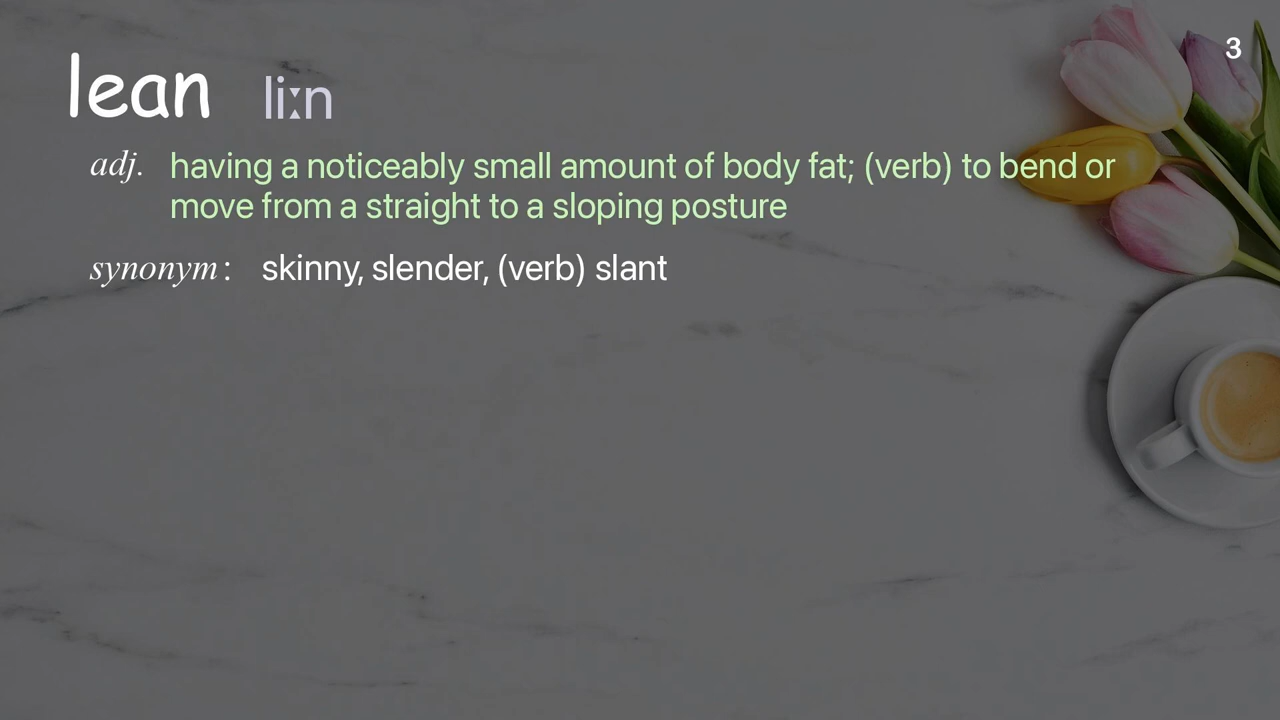 3
lean liːn
adj. having a noticeably small amount of body fat; (verb) to bend or
move from a straight to a sloping posture
synonym : skinny, slender, (verb) slant